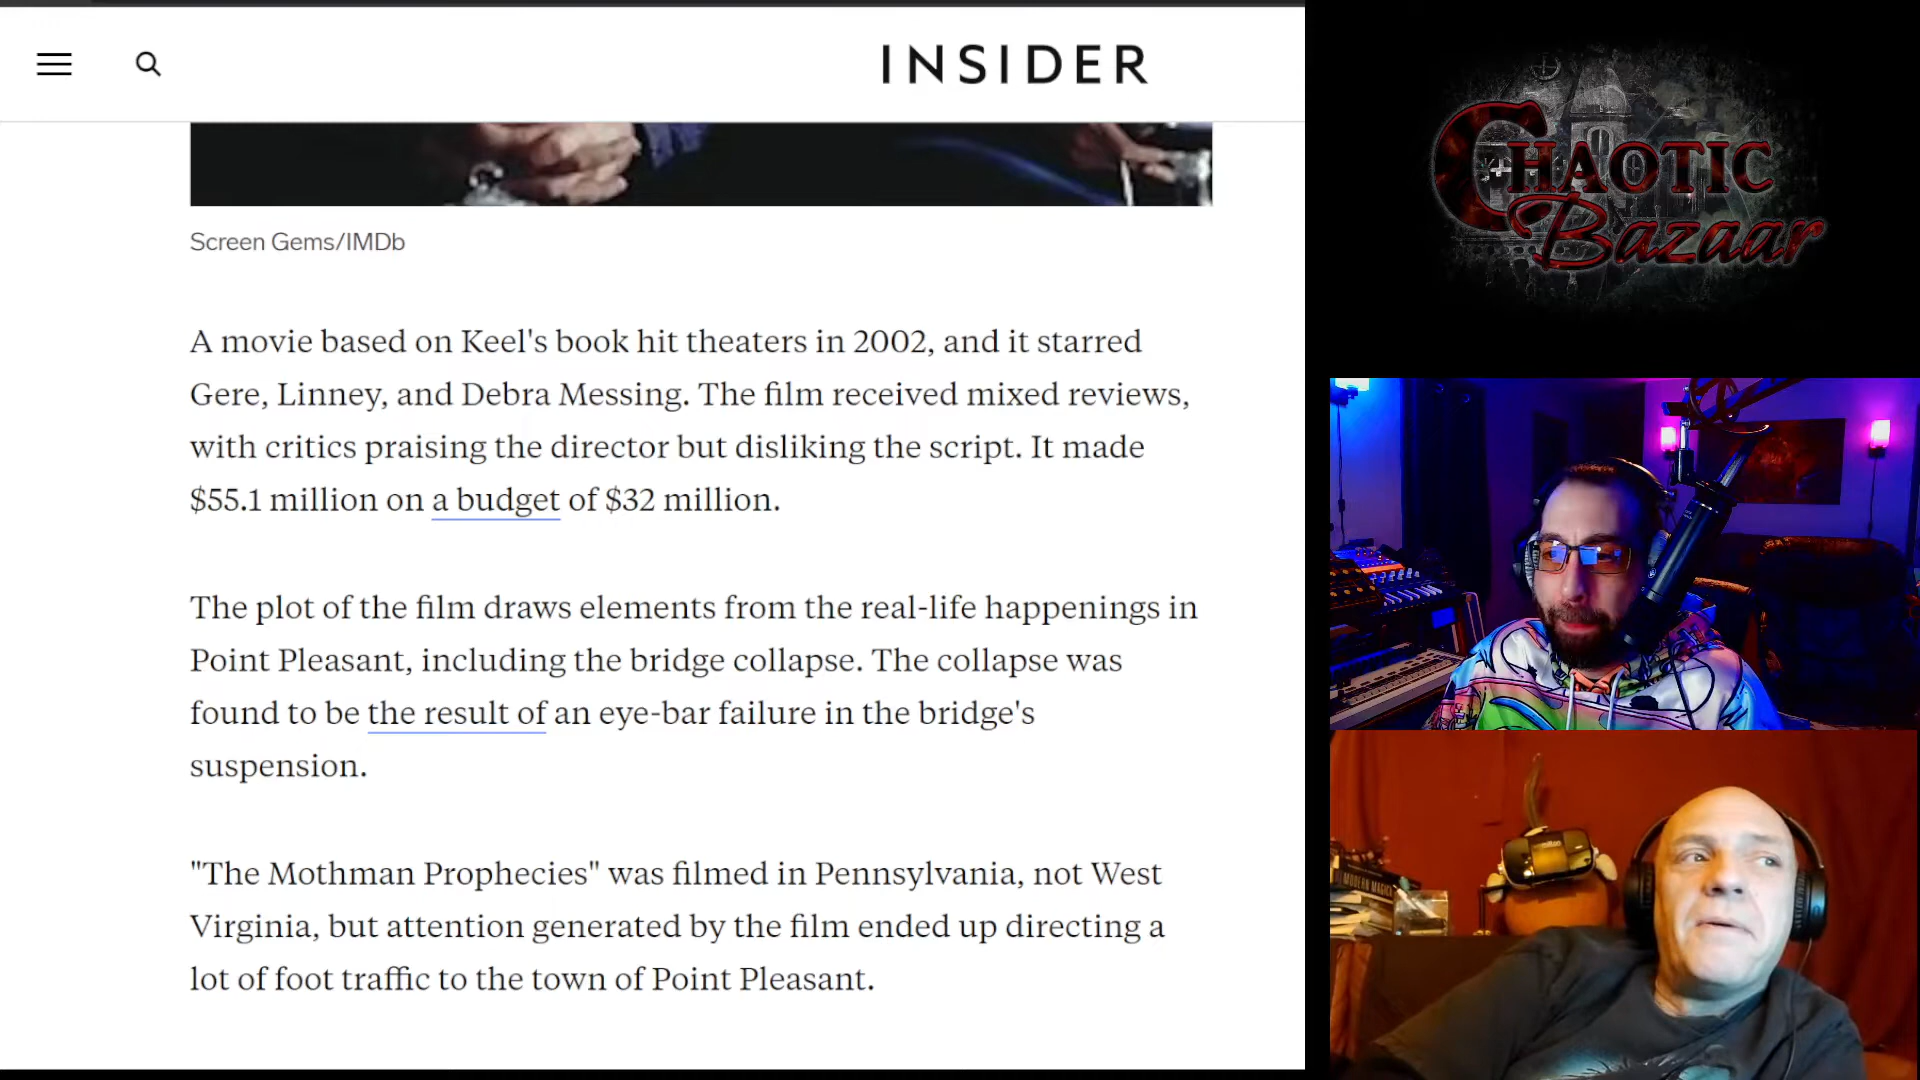 INSIDER
Screen Gems/IMDb
A movie based on Keel's book hit theaters in 2002, and it starred
Gere, Linney, and Debra Messing. The film received mixed reviews,
with critics praising the director but disliking the script. It made
$55.1 million on a budget of $32 million.
The plot of the film draws elements from the real-life happenings in
Point Pleasant, including the bridge collapse. The collapse was
found to be the result of an eye-bar failure in the bridge's
suspension.
"The Mothman Prophecies" was filmed in Pennsylvania, not West
Virginia, but attention generated by the film ended up directing a
lot of foot traffic to the town of Point Pleasant.
CHAOTIC
Bazaar
MODERN MAGICK